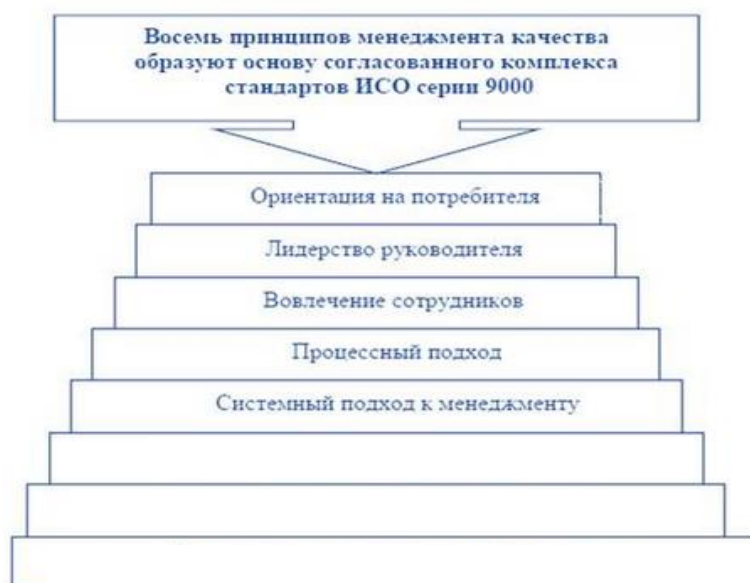 Восемь принципов менеджмента качества
образуют основу согласованного комплекса
стандартов ИСО серии 9000
Ориентация на потребителя
Лидерство руководителя
Вовлечение сотрудников
Процессный подход
Системный подход к менеджменту